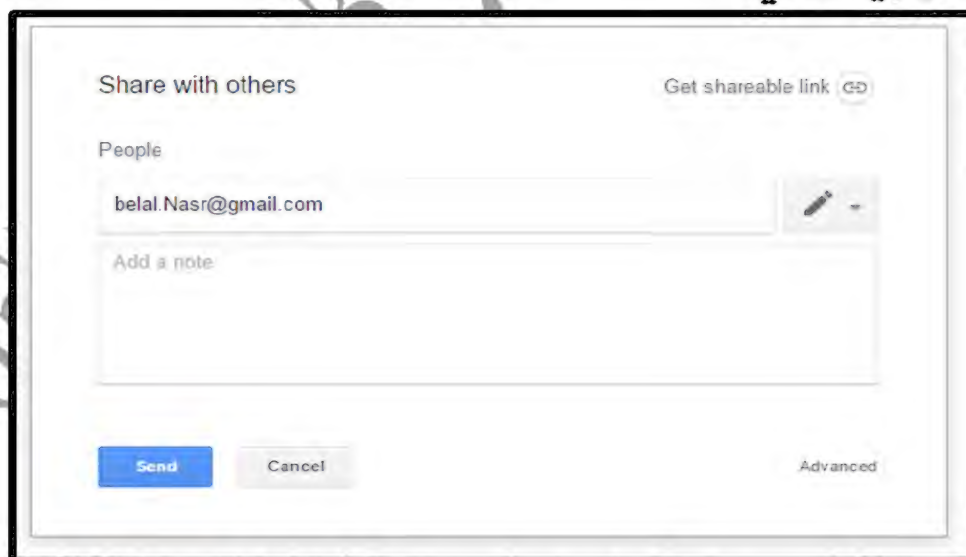 Share with others
Get shareable link
People
belal.Nasr@gmail.com
Add a note
Send
Cancel
Advanced